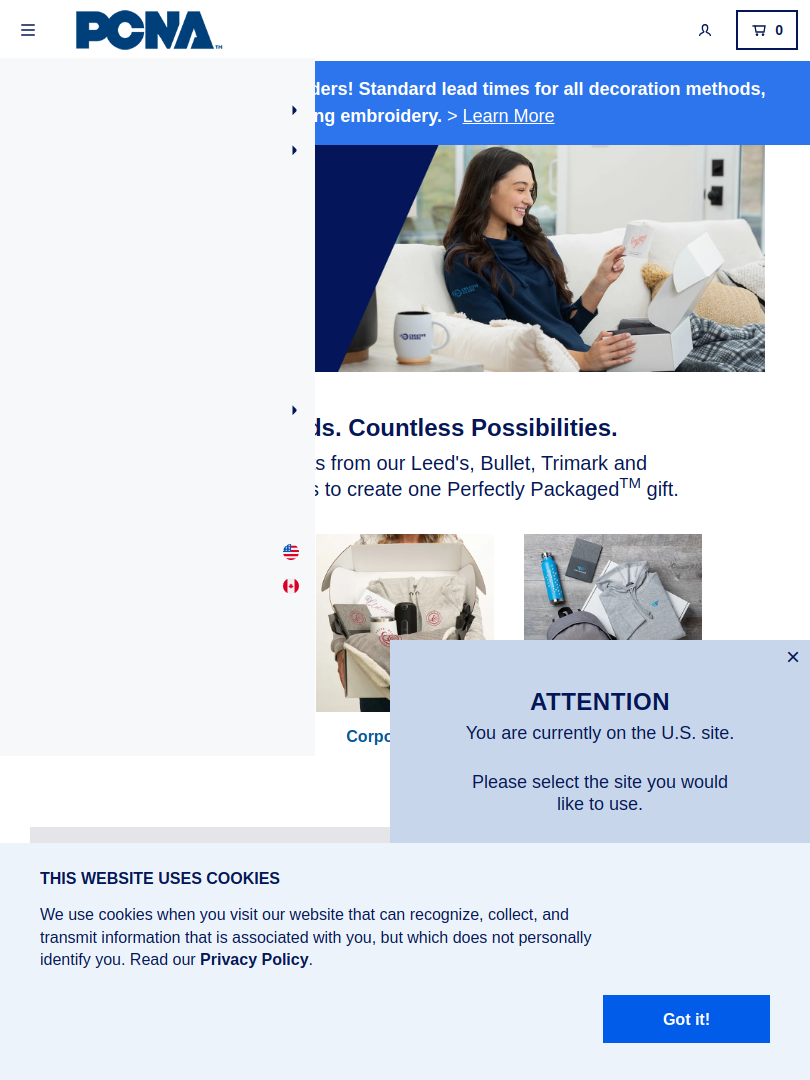 PCNA™
0
ders! Standard lead times for all decoration methods,
ng embroidery. > Learn More
ds. Countless Possibilities.
s from our Leed's, Bullet, Trimark and
s to create one Perfectly Packaged™ gift.
Corpo
×
ATTENTION
You are currently on the U.S. site.
Please select the site you would
like to use.
THIS WEBSITE USES COOKIES
We use cookies when you visit our website that can recognize, collect, and
transmit information that is associated with you, but which does not personally
identify you. Read our Privacy Policy.
Got it!